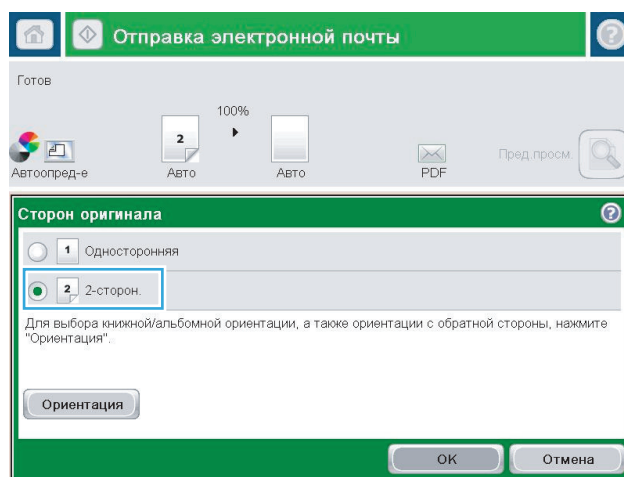 Отправка электронной почты
?
Готов
100%
2
Автоопред-е
Авто
Авто
PDF
Пред.просм.
Сторон оригинала
?
1 Односторонняя
2 2-сторон.
Для выбора книжной/альбомной ориентации, а также ориентации с обратной стороны, нажмите
"Ориентация".
Ориентация
OK
Отмена